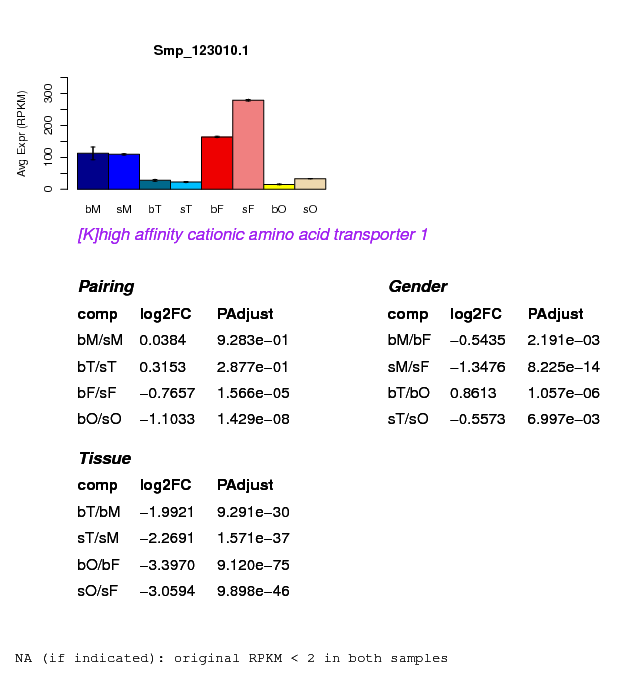 Smp_123010.1
Avg Expr (RPKM)
300
200
100
0
bM sM bT sT bF sF bO sO
[K]high affinity cationic amino acid transporter 1
Pairing
comp log2FC PAdjust
bM/sM 0.0384 9.283e−01
bT/sT 0.3153 2.877e−01
bF/sF −0.7657 1.566e−05
bO/sO −1.1033 1.429e−08
Gender
comp log2FC PAdjust
bM/bF −0.5435 2.191e−03
sM/sF −1.3476 8.225e−14
bT/bO 0.8613 1.057e−06
sT/sO −0.5573 6.997e−03
Tissue
comp log2FC PAdjust
bT/bM −1.9921 9.291e−30
sT/sM −2.2691 1.571e−37
bO/bF −3.3970 9.120e−75
sO/sF −3.0594 9.898e−46
NA (if indicated): original RPKM < 2 in both samples